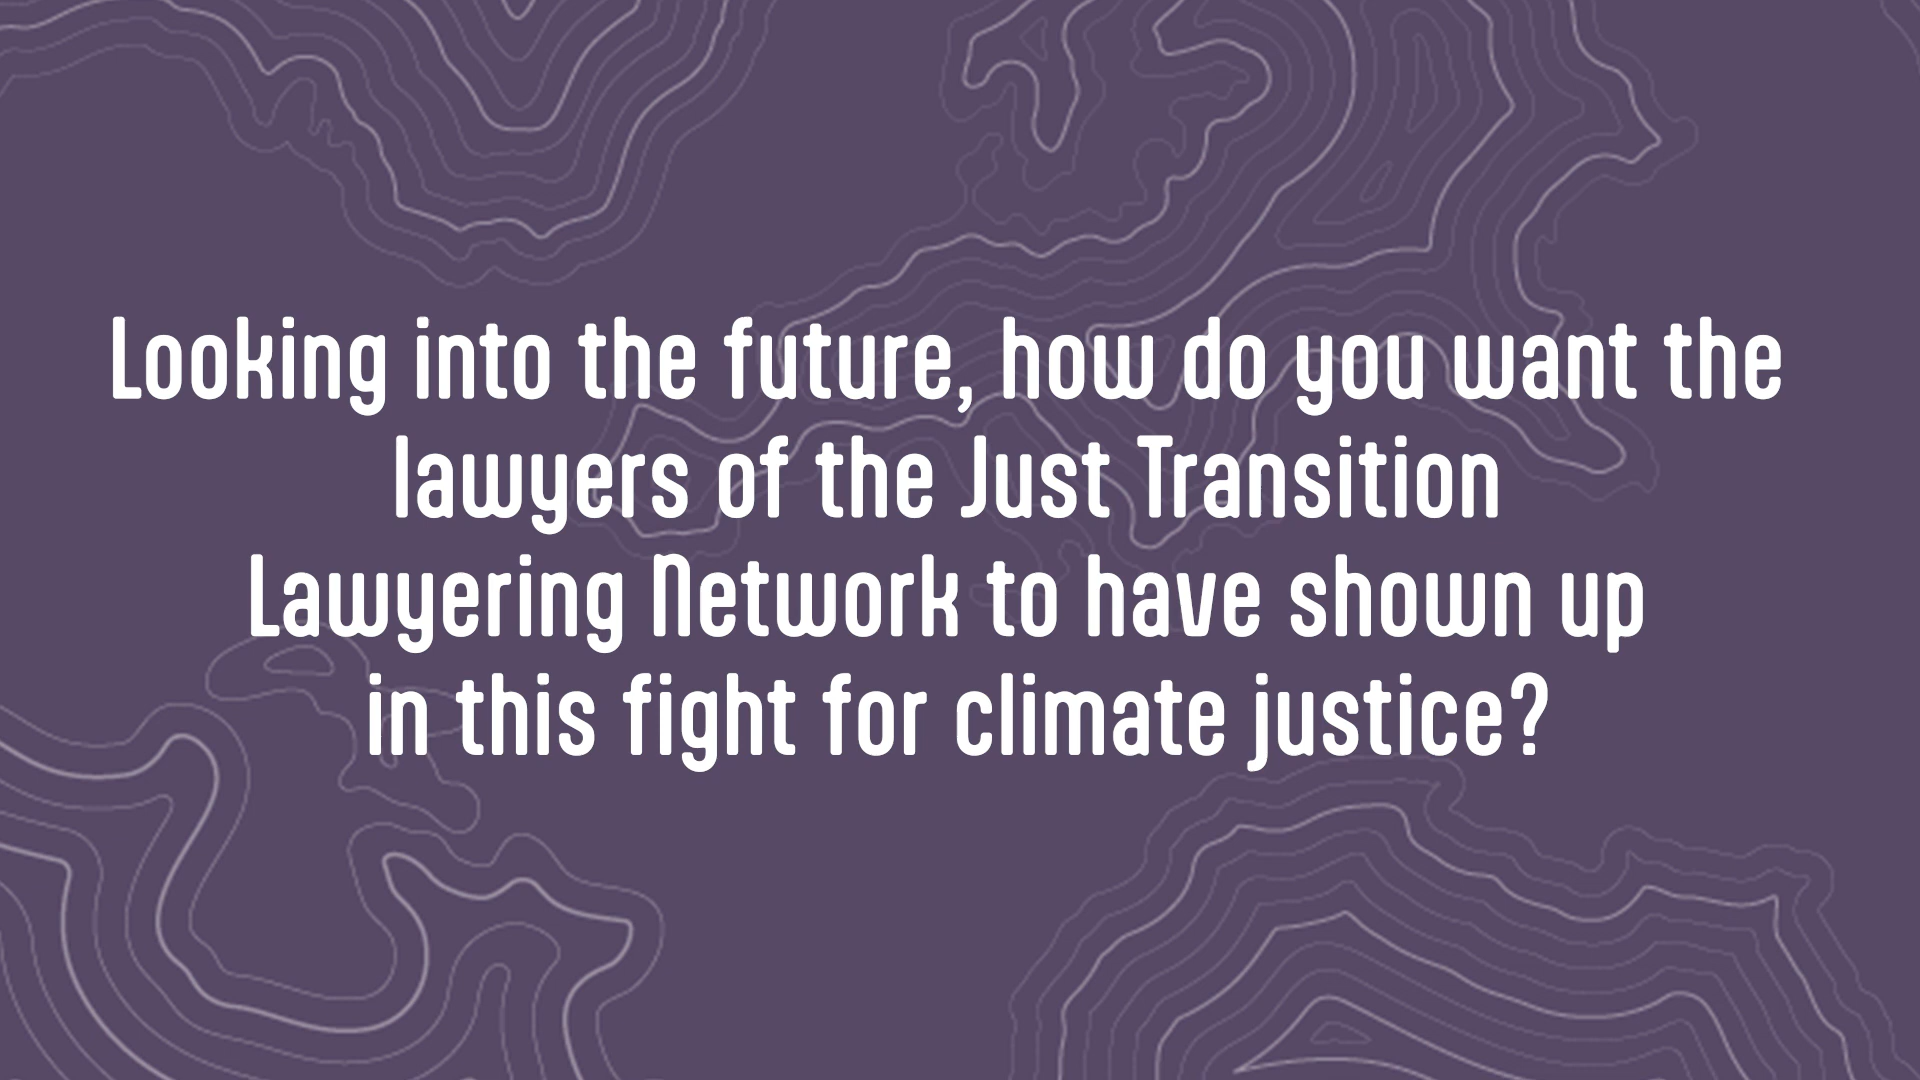 Looking into the future, how do you want the
lawyers of the Just Transition
Lawyering Network to have shown up
in this fight for climate justice?